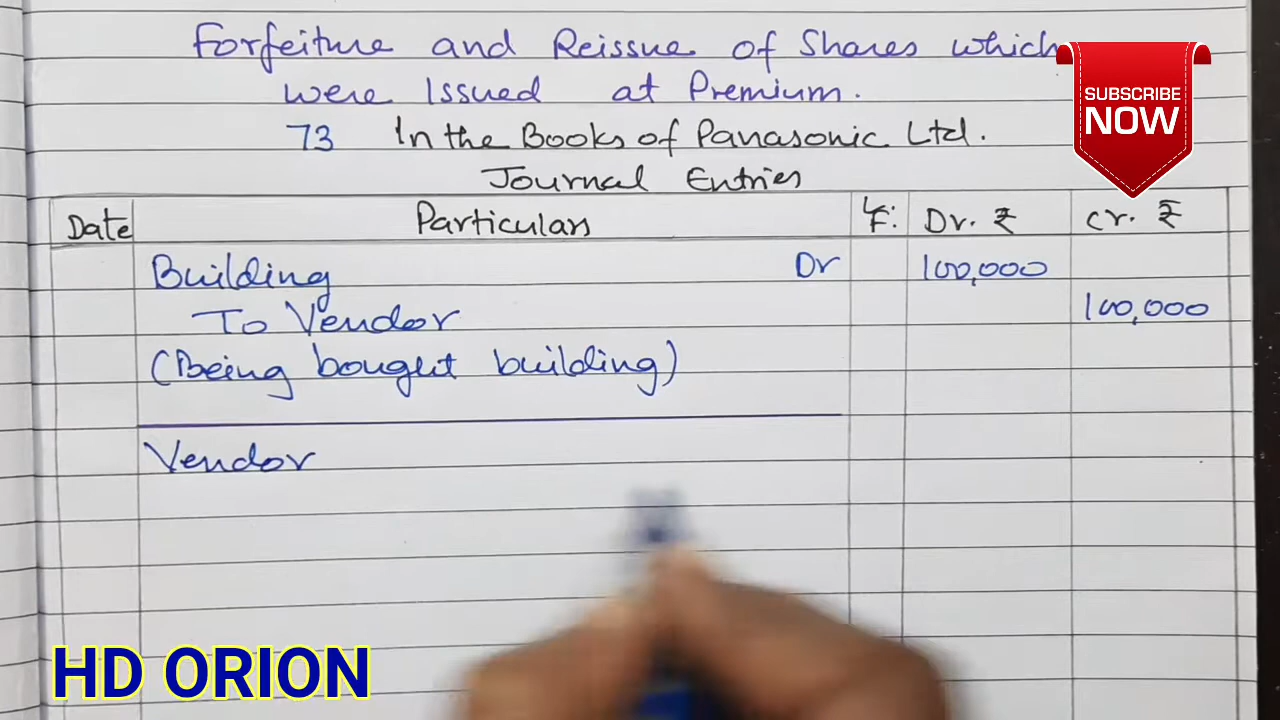 Forfeiture and Reissue of Shares which
were Issued at Premium.
SUBSCRIBE
NOW
73 In the Books of Panasonic Ltd.
Journal Entries
Date Particulars L.F. Dr. ₹ Cr. ₹
Building Dr 100,000
To Vendor 100,000
(Being bought building)
Vendor
HD ORION